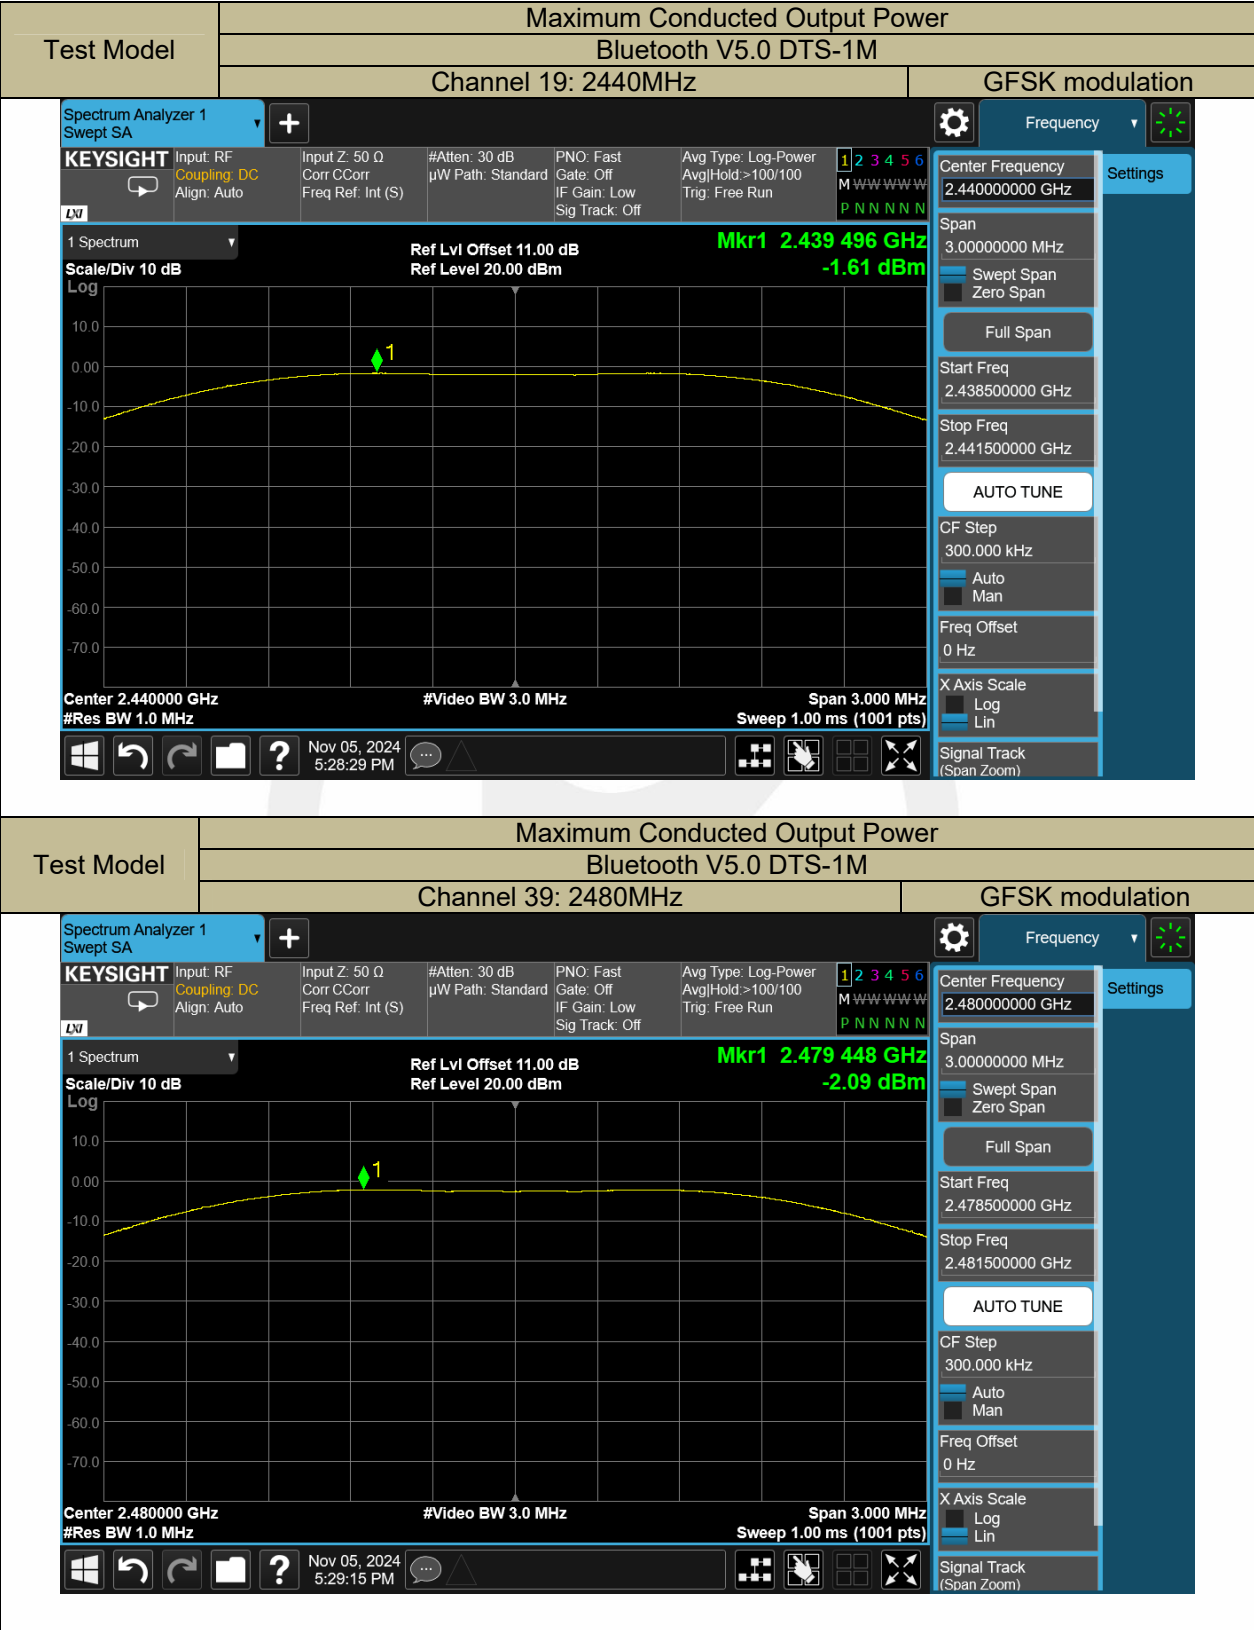 Maximum Conducted Output Power
Test Model
Bluetooth V5.0 DTS-1M
Channel 19: 2440MHz GFSK modulation
Spectrum Analyzer 1
Swept SA
Frequency
KEYSIGHT
LXI
Input: RF
Coupling: DC
Align: Auto
Input Z: 50 Ω
Corr CCorr
Freq Ref: Int (S)
#Atten: 30 dB
µW Path: Standard
PNO: Fast
Gate: Off
IF Gain: Low
Sig Track: Off
Avg Type: Log-Power
Avg|Hold:>100/100
Trig: Free Run
1 2 3 4 5 6
M W W W W W
P N N N N N
1 Spectrum
Scale/Div 10 dB
Log
Ref Lvl Offset 11.00 dB
Ref Level 20.00 dBm
Mkr1 2.439 496 GHz
-1.61 dBm
1
10.0
0.00
-10.0
-20.0
-30.0
-40.0
-50.0
-60.0
-70.0
Center 2.440000 GHz
#Res BW 1.0 MHz
#Video BW 3.0 MHz
Span 3.000 MHz
Sweep 1.00 ms (1001 pts)
Nov 05, 2024
5:28:29 PM
Settings
Center Frequency
2.440000000 GHz
Span
3.00000000 MHz
Swept Span
Zero Span
Full Span
Start Freq
2.438500000 GHz
Stop Freq
2.441500000 GHz
AUTO TUNE
CF Step
300.000 kHz
Auto
Man
Freq Offset
0 Hz
X Axis Scale
Log
Lin
Signal Track
(Span Zoom)
Maximum Conducted Output Power
Test Model
Bluetooth V5.0 DTS-1M
Channel 39: 2480MHz GFSK modulation
Spectrum Analyzer 1
Swept SA
Frequency
KEYSIGHT
LXI
Input: RF
Coupling: DC
Align: Auto
Input Z: 50 Ω
Corr CCorr
Freq Ref: Int (S)
#Atten: 30 dB
µW Path: Standard
PNO: Fast
Gate: Off
IF Gain: Low
Sig Track: Off
Avg Type: Log-Power
Avg|Hold:>100/100
Trig: Free Run
1 2 3 4 5 6
M W W W W W
P N N N N N
1 Spectrum
Scale/Div 10 dB
Log
Ref Lvl Offset 11.00 dB
Ref Level 20.00 dBm
Mkr1 2.479 448 GHz
-2.09 dBm
1
10.0
0.00
-10.0
-20.0
-30.0
-40.0
-50.0
-60.0
-70.0
Center 2.480000 GHz
#Res BW 1.0 MHz
#Video BW 3.0 MHz
Span 3.000 MHz
Sweep 1.00 ms (1001 pts)
Nov 05, 2024
5:29:15 PM
Settings
Center Frequency
2.480000000 GHz
Span
3.00000000 MHz
Swept Span
Zero Span
Full Span
Start Freq
2.478500000 GHz
Stop Freq
2.481500000 GHz
AUTO TUNE
CF Step
300.000 kHz
Auto
Man
Freq Offset
0 Hz
X Axis Scale
Log
Lin
Signal Track
(Span Zoom)